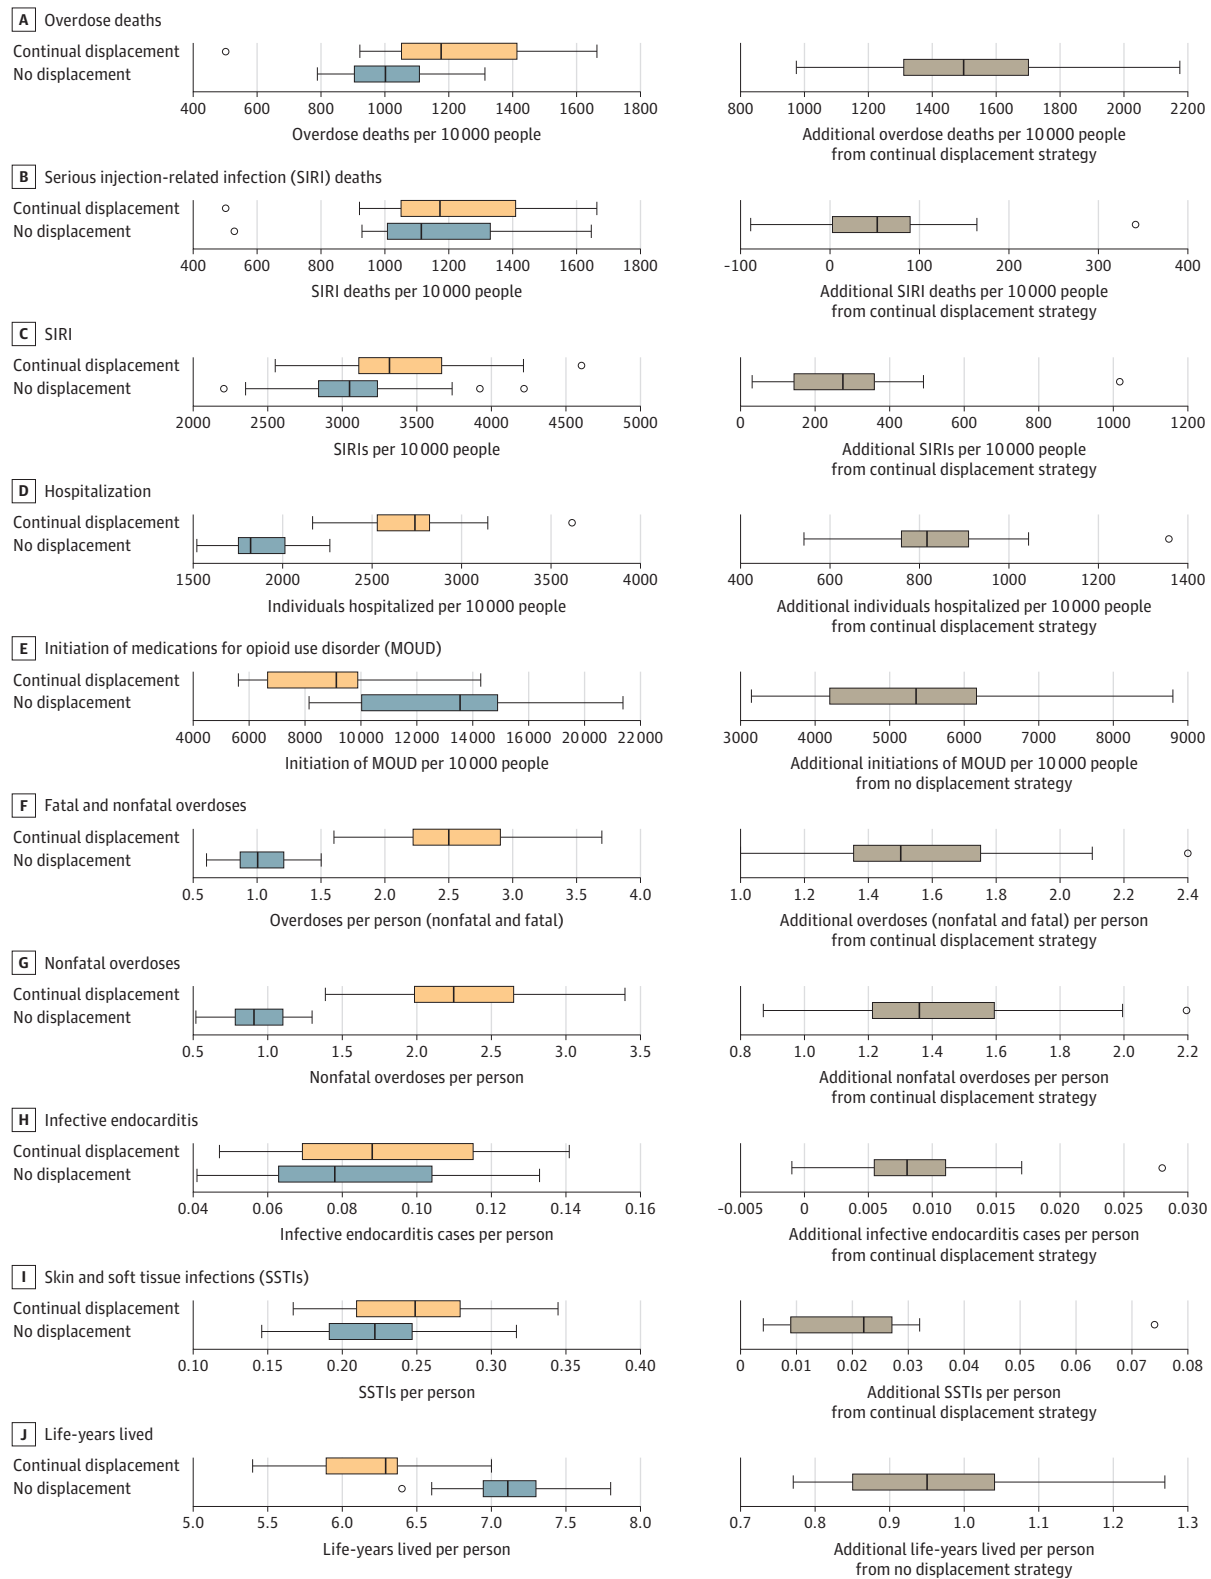 A Overdose deaths
Continual displacement
No displacement
400 600 800 1000 1200 1400 1600 1800
Overdose deaths per 10 000 people
800 1000 1200 1400 1600 1800 2000 2200
Additional overdose deaths per 10 000 people
from continual displacement strategy
B Serious injection-related infection (SIRI) deaths
Continual displacement
No displacement
400 600 800 1000 1200 1400 1600 1800
SIRI deaths per 10 000 people
-100 0 100 200 300 400
Additional SIRI deaths per 10 000 people
from continual displacement strategy
C SIRI
Continual displacement
No displacement
2000 2500 3000 3500 4000 4500 5000
SIRIs per 10 000 people
0 200 400 600 800 1000 1200
Additional SIRIs per 10 000 people
from continual displacement strategy
D Hospitalization
Continual displacement
No displacement
1500 2000 2500 3000 3500 4000
Individuals hospitalized per 10 000 people
400 600 800 1000 1200 1400
Additional individuals hospitalized per 10 000 people
from continual displacement strategy
E Initiation of medications for opioid use disorder (MOUD)
Continual displacement
No displacement
4000 6000 8000 10 000 12 000 14 000 16 000 18 000 20 000 22 000
Initiation of MOUD per 10 000 people
3000 4000 5000 6000 7000 8000 9000
Additional initiations of MOUD per 10 000 people
from no displacement strategy
F Fatal and nonfatal overdoses
Continual displacement
No displacement
0.5 1.0 1.5 2.0 2.5 3.0 3.5 4.0
Overdoses per person (nonfatal and fatal)
1.0 1.2 1.4 1.6 1.8 2.0 2.2 2.4
Additional overdoses (nonfatal and fatal) per person
from continual displacement strategy
G Nonfatal overdoses
Continual displacement
No displacement
0.5 1.0 1.5 2.0 2.5 3.0 3.5
Nonfatal overdoses per person
0.8 1.0 1.2 1.4 1.6 1.8 2.0 2.2
Additional nonfatal overdoses per person
from continual displacement strategy
H Infective endocarditis
Continual displacement
No displacement
0.04 0.06 0.08 0.10 0.12 0.14 0.16
Infective endocarditis cases per person
-0.005 0 0.005 0.010 0.015 0.020 0.025 0.030
Additional infective endocarditis cases per person
from continual displacement strategy
I Skin and soft tissue infections (SSTIs)
Continual displacement
No displacement
0.10 0.15 0.20 0.25 0.30 0.35 0.40
SSTIs per person
0 0.01 0.02 0.03 0.04 0.05 0.06 0.07 0.08
Additional SSTIs per person
from continual displacement strategy
J Life-years lived
Continual displacement
No displacement
5.0 5.5 6.0 6.5 7.0 7.5 8.0
Life-years lived per person
0.7 0.8 0.9 1.0 1.1 1.2 1.3
Additional life-years lived per person
from no displacement strategy